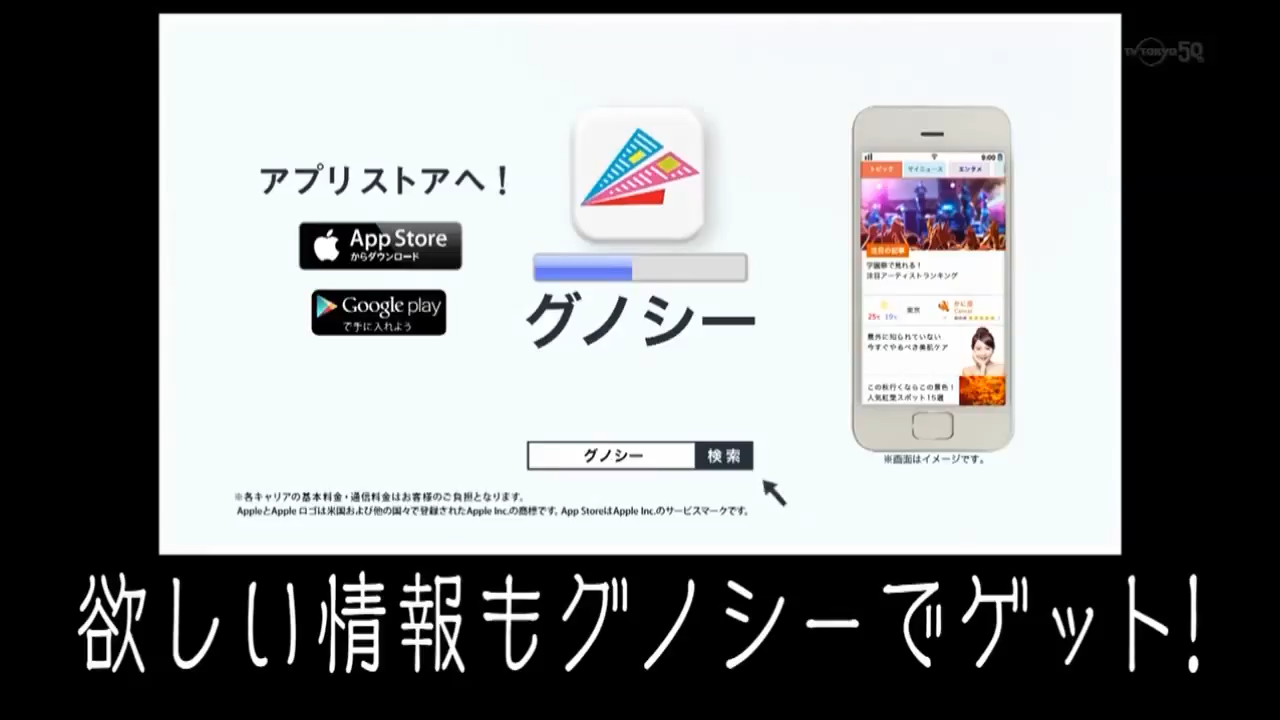 TV TOKYO 50
アプリストアへ！
App Store
からダウンロード
Google play
で手に入れよう
グノシー
グノシー 検索
※各キャリアの基本料金・通信料金はお客様のご負担となります。
AppleとApple ロゴは米国および他の国々で登録されたApple Inc.の商標です。App StoreはApple Inc.のサービスマークです。
9:00
トピック マイニュース エンタメ
注目の記事
学園祭で見れる！
注目アーティストランキング
25℃ 19℃ 東京
意外に知られていない
今すぐやるべき美肌ケア
この秋行くならこの景色！
人気紅葉スポット15選
※画面はイメージです。
欲しい情報もグノシーでゲット！